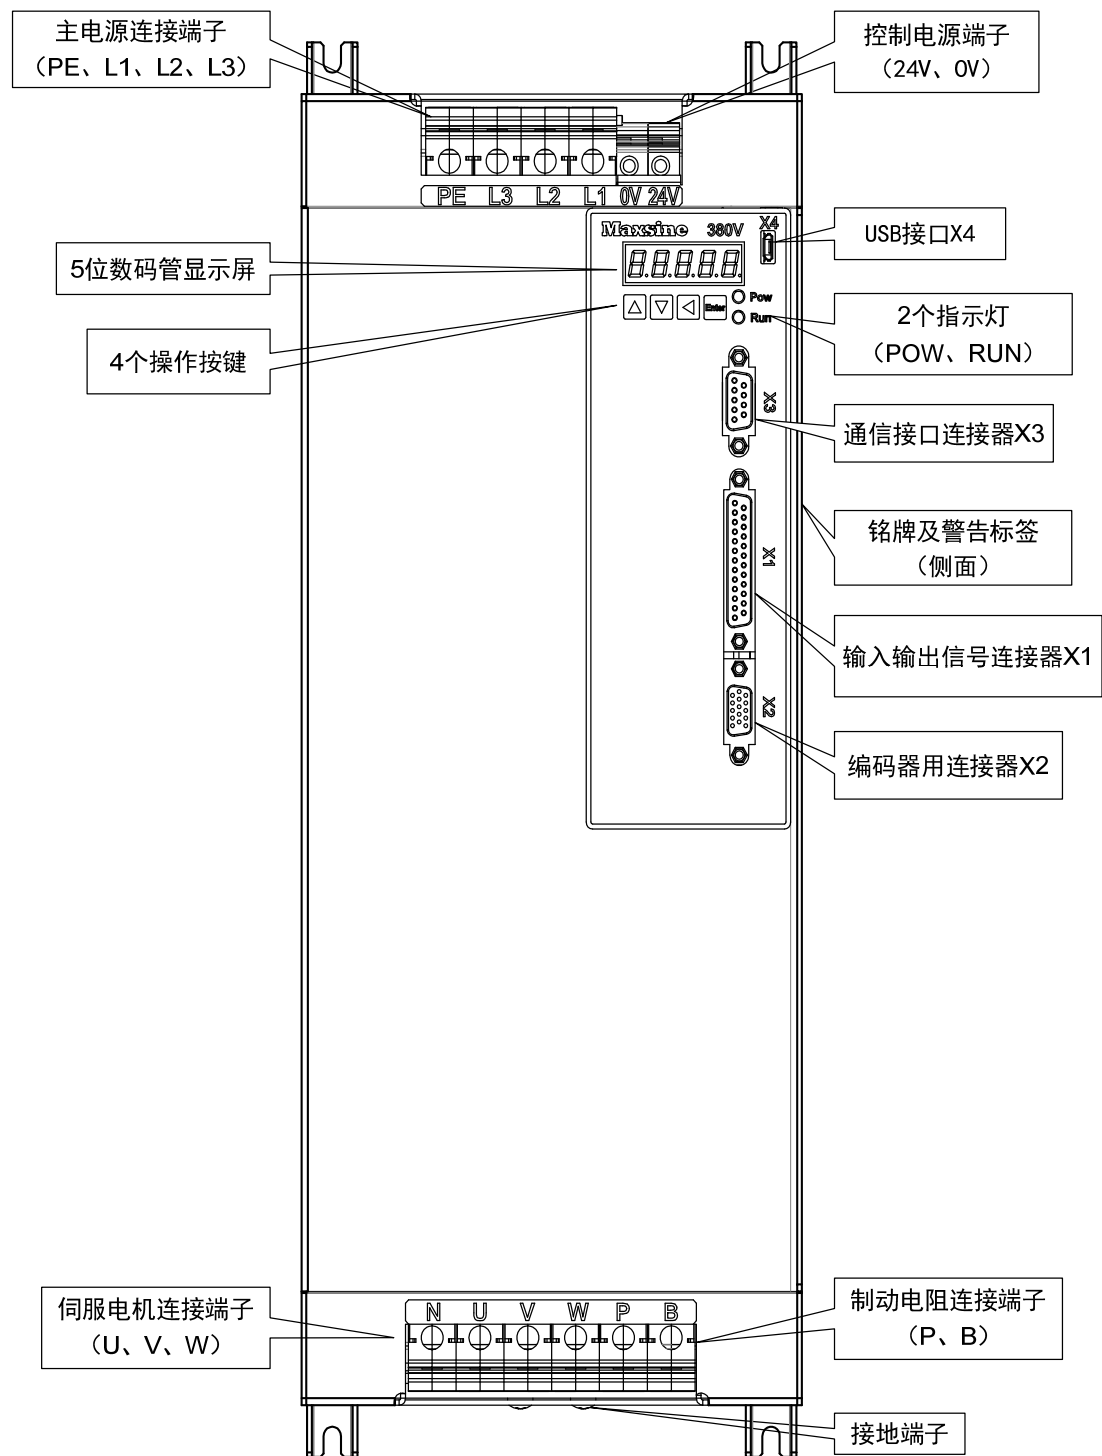 主电源连接端子
（PE、L1、L2、L3）
控制电源端子
（24V、0V）
PE L3 L2 L1 0V 24V
Maxsine 380V X4
USB接口X4
5位数码管显示屏
8.8.8.8.8.
Pow
Enter
Run
2个指示灯
（POW、RUN）
4个操作按键
X3
通信接口连接器X3
铭牌及警告标签
（侧面）
X1
输入输出信号连接器X1
X2
编码器用连接器X2
伺服电机连接端子
（U、V、W）
N U V W P B
制动电阻连接端子
（P、B）
接地端子